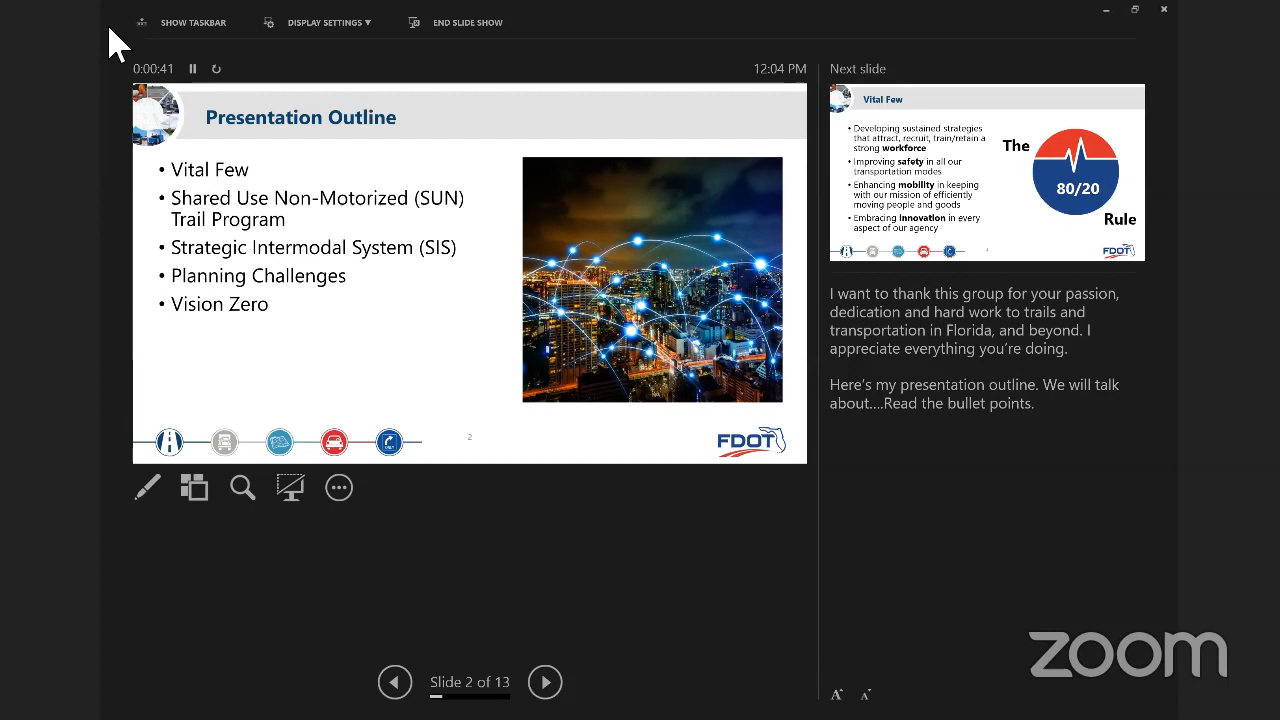 SHOW TASKBAR
DISPLAY SETTINGS ▼
END SLIDE SHOW
0:00:41
12:04 PM
Presentation Outline
• Vital Few
• Shared Use Non-Motorized (SUN)
Trail Program
• Strategic Intermodal System (SIS)
• Planning Challenges
• Vision Zero
2
FDOT
Next slide
Vital Few
• Developing sustained strategies
that attract, recruit, train/retain a
strong workforce
• Improving safety in all our
transportation modes
• Enhancing mobility in keeping
with our mission of efficiently
moving people and goods
• Embracing innovation in every
aspect of our agency
The
80/20
Rule
FDOT
I want to thank this group for your passion,
dedication and hard work to trails and
transportation in Florida, and beyond. I
appreciate everything you're doing.
Here's my presentation outline. We will talk
about....Read the bullet points.
Slide 2 of 13
A A
zoom